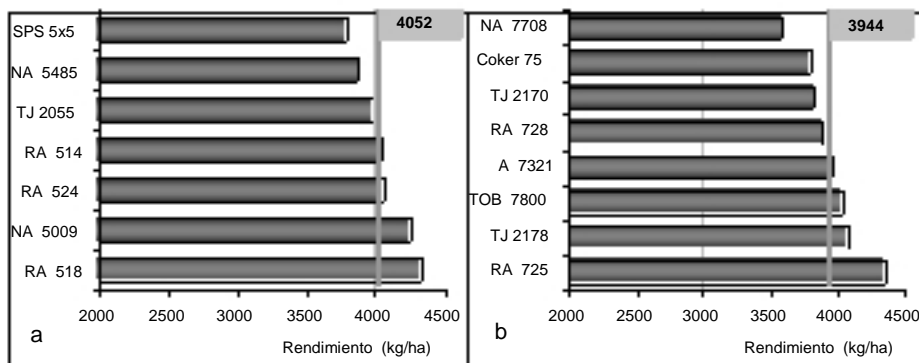 4052
SPS 5x5
NA 5485
TJ 2055
RA 514
RA 524
NA 5009
RA 518
2000 2500 3000 3500 4000 4500
a
Rendimiento (kg/ha)
3944
NA 7708
Coker 75
TJ 2170
RA 728
A 7321
TOB 7800
TJ 2178
RA 725
2000 2500 3000 3500 4000 4500
b
Rendimiento (kg/ha)